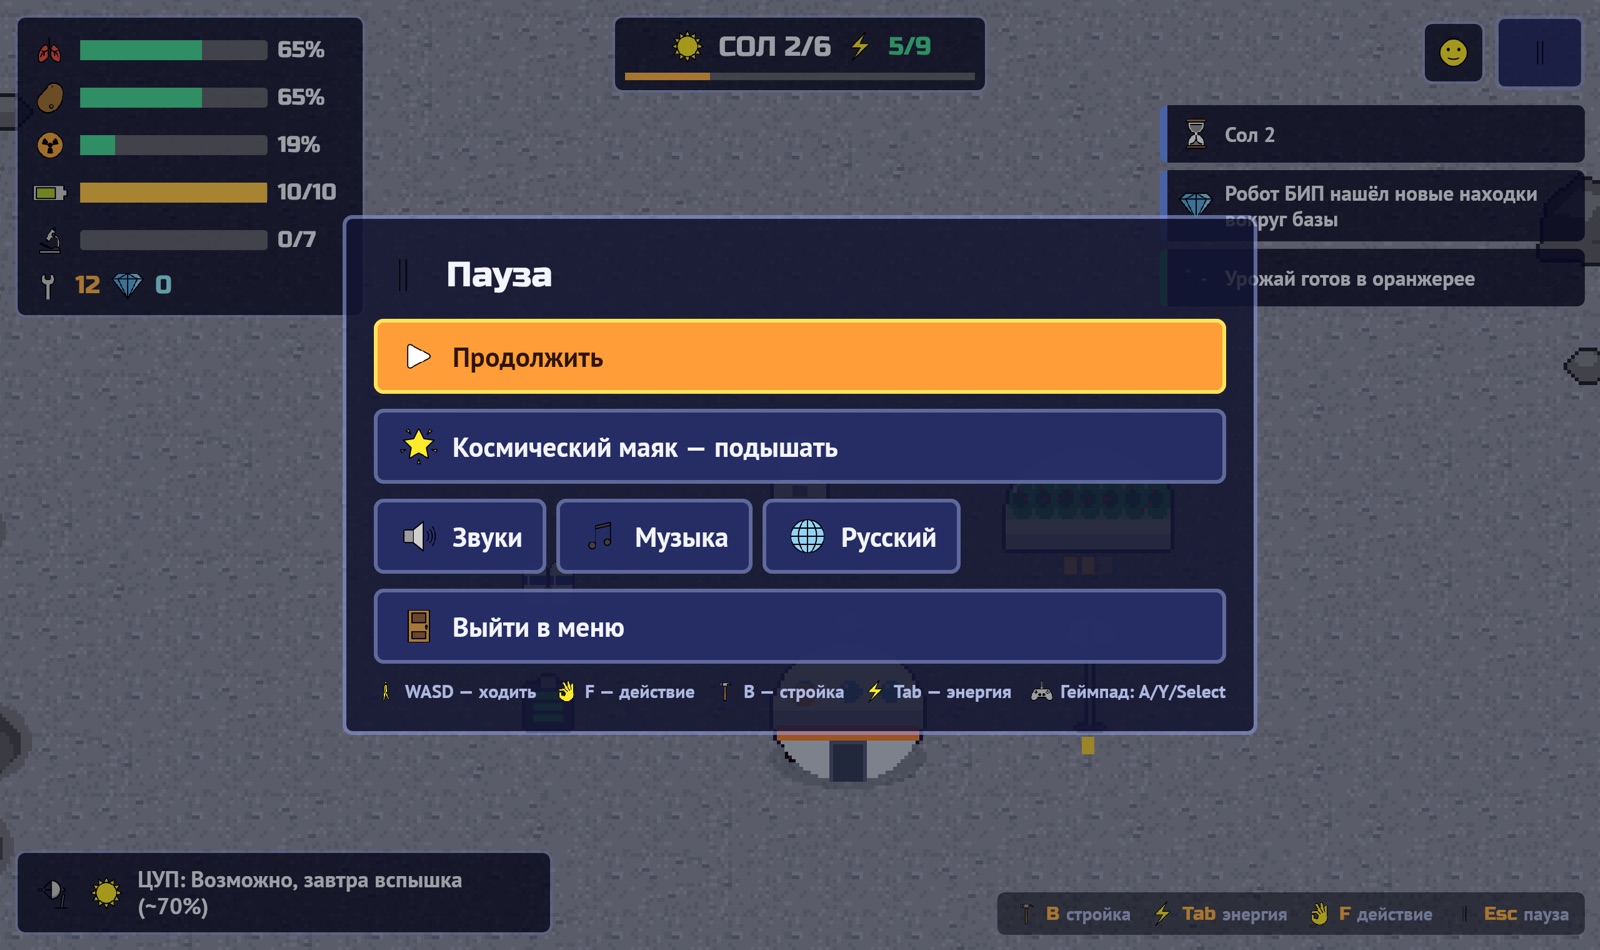 65%
65%
19%
10/10
0/7
12 0
СОЛ 2/6 5/9
Сол 2
Робот БИП нашёл новые находки
вокруг базы
Урожай готов в оранжерее
Пауза
Продолжить
Космический маяк — подышать
Звуки Музыка Русский
Выйти в меню
WASD — ходить F — действие B — стройка Tab — энергия Геймпад: A/Y/Select
ЦУП: Возможно, завтра вспышка
(~70%)
B стройка Tab энергия F действие Esc пауза